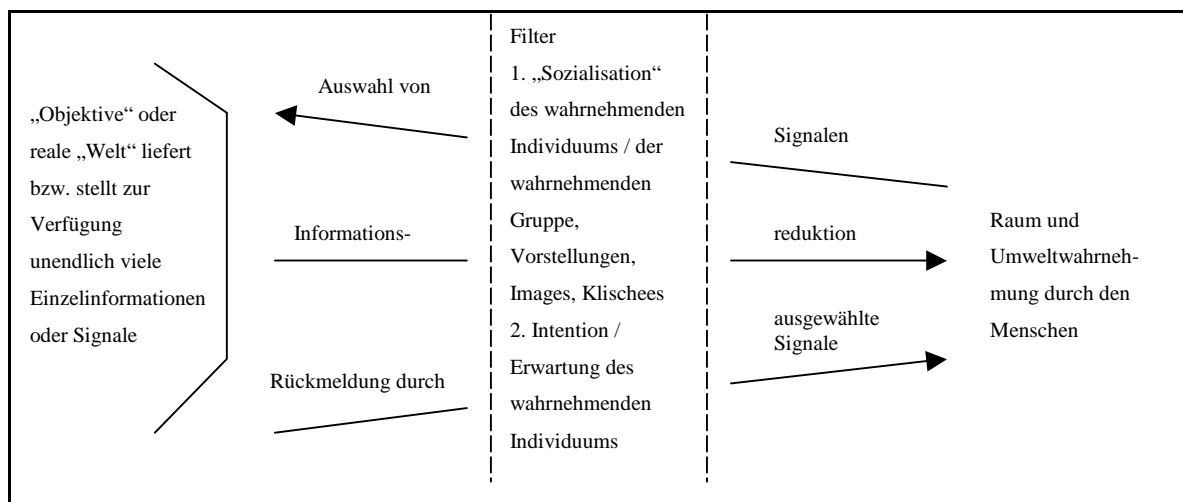 „Objektive“ oder
reale „Welt“ liefert
bzw. stellt zur
Verfügung
unendlich viele
Einzelinformationen
oder Signale
Auswahl von
Informations-
Rückmeldung durch
Filter
1. „Sozialisation“
des wahrnehmenden
Individuums / der
wahrnehmenden
Gruppe,
Vorstellungen,
Images, Klischees
2. Intention /
Erwartung des
wahrnehmenden
Individuums
Signalen
reduktion
ausgewählte
Signale
Raum und
Umweltwahrneh-
mung durch den
Menschen